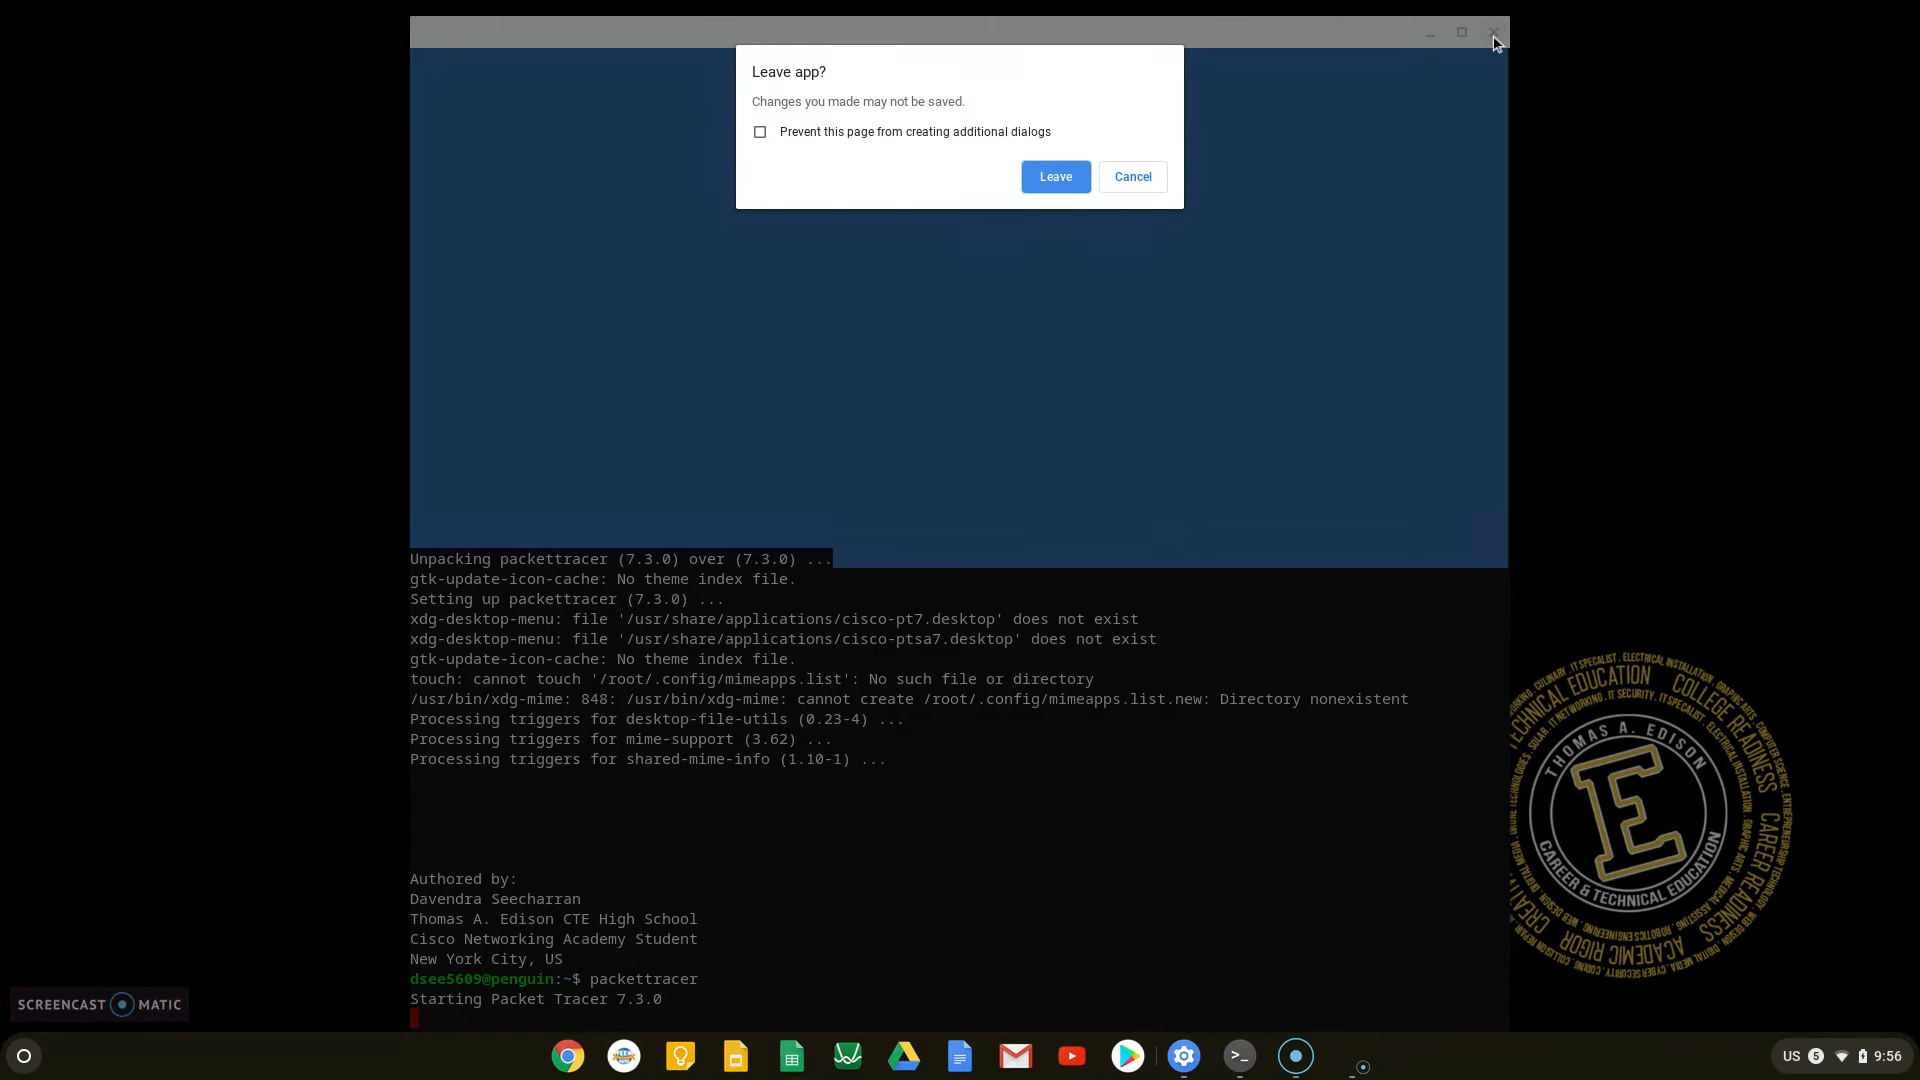 Leave app?
Changes you made may not be saved.
Prevent this page from creating additional dialogs
Leave
Cancel
Unpacking packettracer (7.3.0) over (7.3.0) ...
gtk-update-icon-cache: No theme index file.
Setting up packettracer (7.3.0) ...
xdg-desktop-menu: file '/usr/share/applications/cisco-pt7.desktop' does not exist
xdg-desktop-menu: file '/usr/share/applications/cisco-ptsa7.desktop' does not exist
gtk-update-icon-cache: No theme index file.
touch: cannot touch '/root/.config/mimeapps.list': No such file or directory
/usr/bin/xdg-mime: 848: /usr/bin/xdg-mime: cannot create /root/.config/mimeapps.list.new: Directory nonexistent
Processing triggers for desktop-file-utils (0.23-4) ...
Processing triggers for mime-support (3.62) ...
Processing triggers for shared-mime-info (1.10-1) ...
Authored by:
Davendra Seecharran
Thomas A. Edison CTE High School
Cisco Networking Academy Student
New York City, US
dsee5609@penguin:~$ packettracer
Starting Packet Tracer 7.3.0
TECHNICAL EDUCATION
COLLEGE READINESS
CAREER READINESS
ACADEMIC RIGOR
THOMAS A. EDISON
E
CAREER & TECHNICAL EDUCATION
SCREENCAST MATIC
>_
US 5 9:56